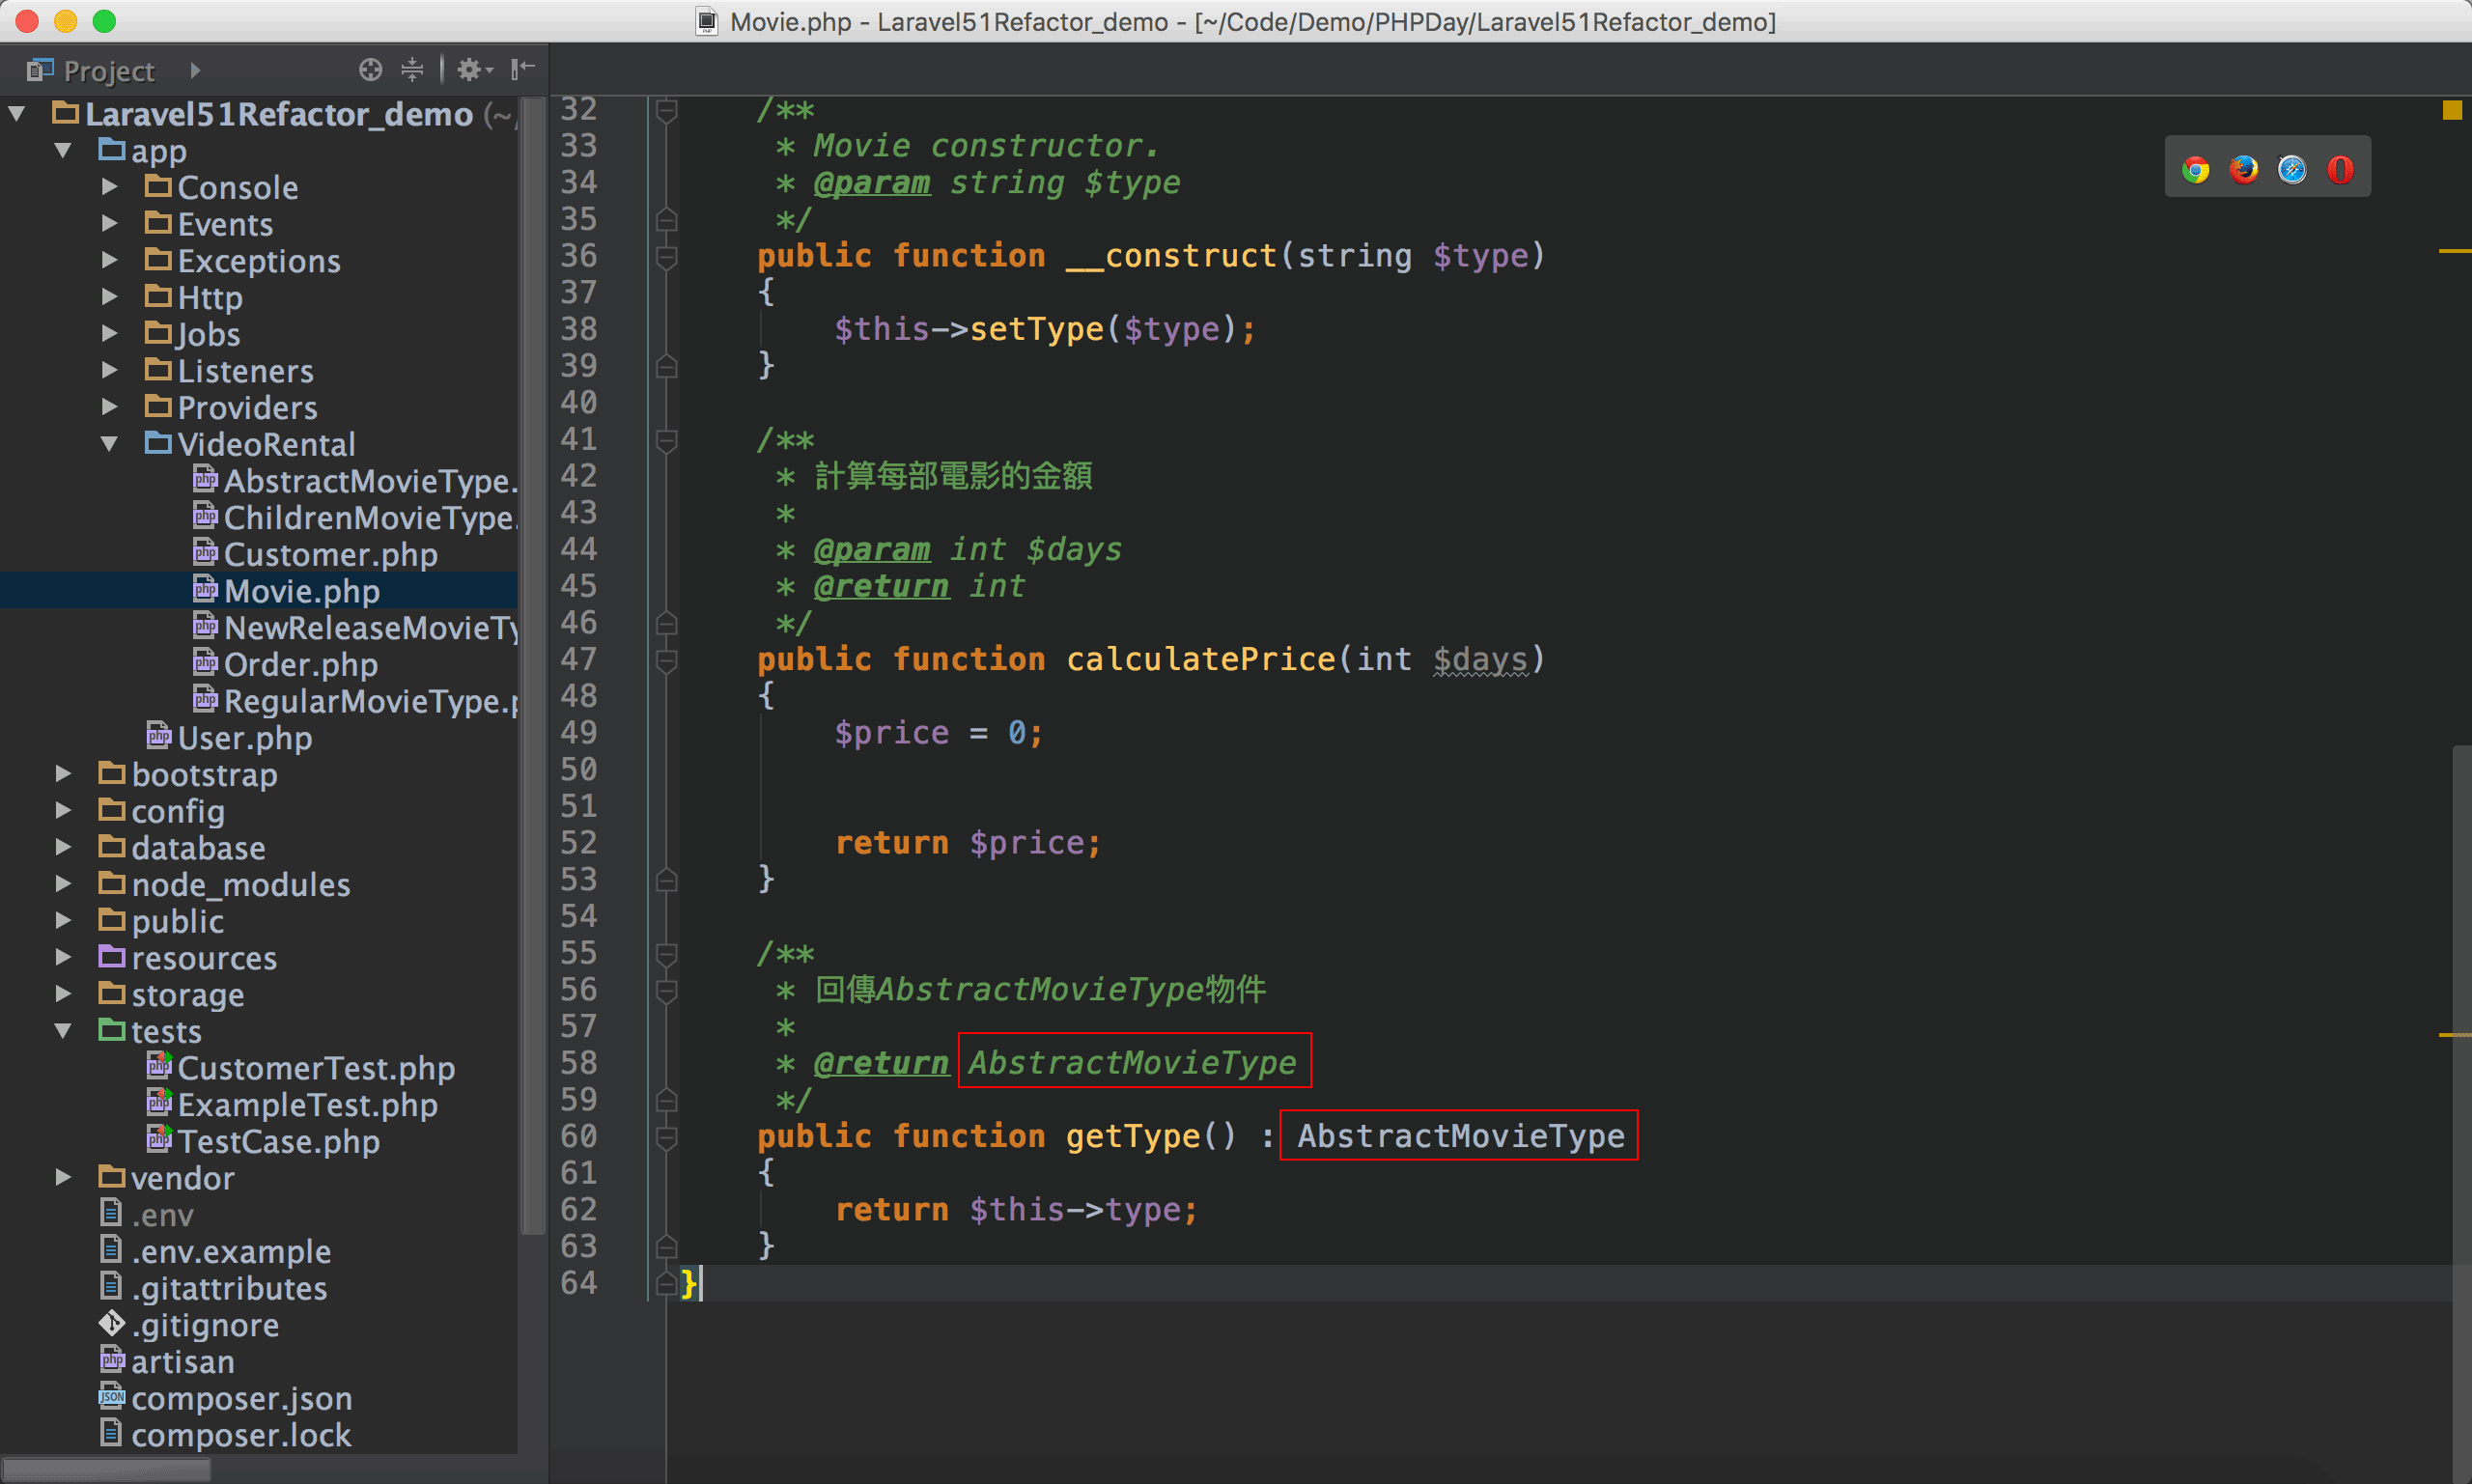 Movie.php - Laravel51Refactor_demo - [~/Code/Demo/PHPDay/Laravel51Refactor_demo]
Project
Laravel51Refactor_demo (~/
app
Console
Events
Exceptions
Http
Jobs
Listeners
Providers
VideoRental
AbstractMovieType.
ChildrenMovieType.
Customer.php
Movie.php
NewReleaseMovieTy
Order.php
RegularMovieType.p
User.php
bootstrap
config
database
node_modules
public
resources
storage
tests
CustomerTest.php
ExampleTest.php
TestCase.php
vendor
.env
.env.example
.gitattributes
.gitignore
artisan
composer.json
composer.lock
32 /**
33 * Movie constructor.
34 * @param string $type
35 */
36 public function __construct(string $type)
37 {
38 $this->setType($type);
39 }
40
41 /**
42 * 計算每部電影的金額
43 *
44 * @param int $days
45 * @return int
46 */
47 public function calculatePrice(int $days)
48 {
49 $price = 0;
50
51
52 return $price;
53 }
54
55 /**
56 * 回傳AbstractMovieType物件
57 *
58 * @return AbstractMovieType
59 */
60 public function getType() : AbstractMovieType
61 {
62 return $this->type;
63 }
64 }